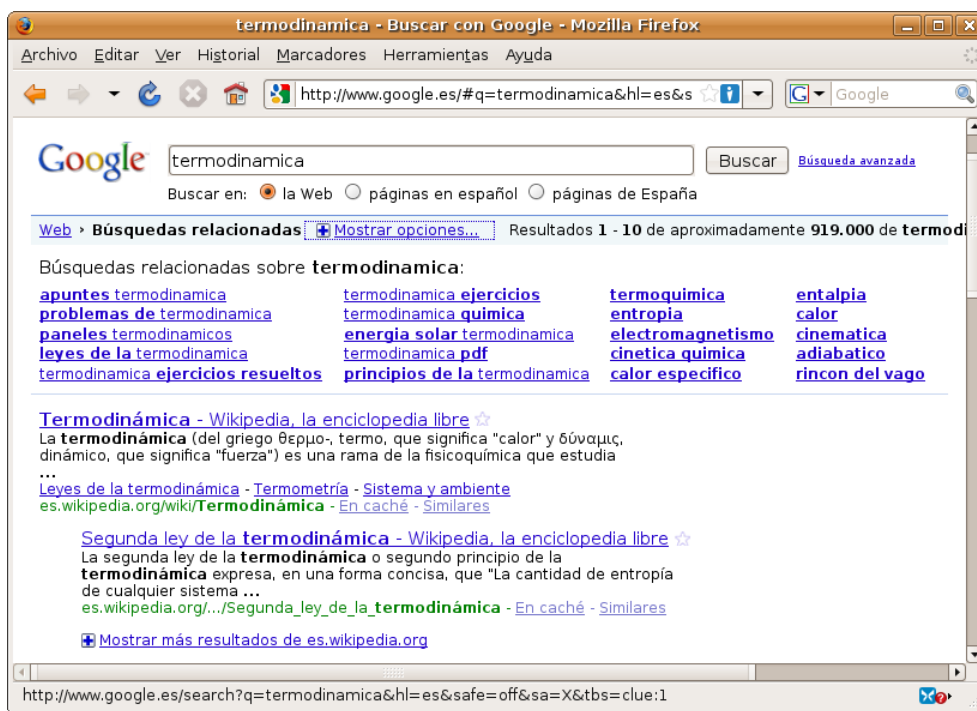 termodinamica - Buscar con Google - Mozilla Firefox
Archivo Editar Ver Historial Marcadores Herramientas Ayuda
http://www.google.es/#q=termodinamica&hl=es&s
G Google
Google termodinamica Buscar Búsqueda avanzada
Buscar en: la Web páginas en español páginas de España
Web › Búsquedas relacionadas Mostrar opciones... Resultados 1 - 10 de aproximadamente 919.000 de termodi
Búsquedas relacionadas sobre termodinamica:
apuntes termodinamica termodinamica ejercicios termoquimica entalpia
problemas de termodinamica termodinamica quimica entropia calor
paneles termodinamicos energia solar termodinamica electromagnetismo cinematica
leyes de la termodinamica termodinamica pdf cinetica quimica adiabatico
termodinamica ejercicios resueltos principios de la termodinamica calor especifico rincon del vago
Termodinámica - Wikipedia, la enciclopedia libre
La termodinámica (del griego θερμο-, termo, que significa "calor" y δύναμις,
dinámico, que significa "fuerza") es una rama de la fisicoquímica que estudia
...
Leyes de la termodinámica - Termometría - Sistema y ambiente
es.wikipedia.org/wiki/Termodinámica - En caché - Similares
Segunda ley de la termodinámica - Wikipedia, la enciclopedia libre
La segunda ley de la termodinámica o segundo principio de la
termodinámica expresa, en una forma concisa, que "La cantidad de entropía
de cualquier sistema ...
es.wikipedia.org/.../Segunda_ley_de_la_termodinámica - En caché - Similares
Mostrar más resultados de es.wikipedia.org
http://www.google.es/search?q=termodinamica&hl=es&safe=off&sa=X&tbs=clue:1